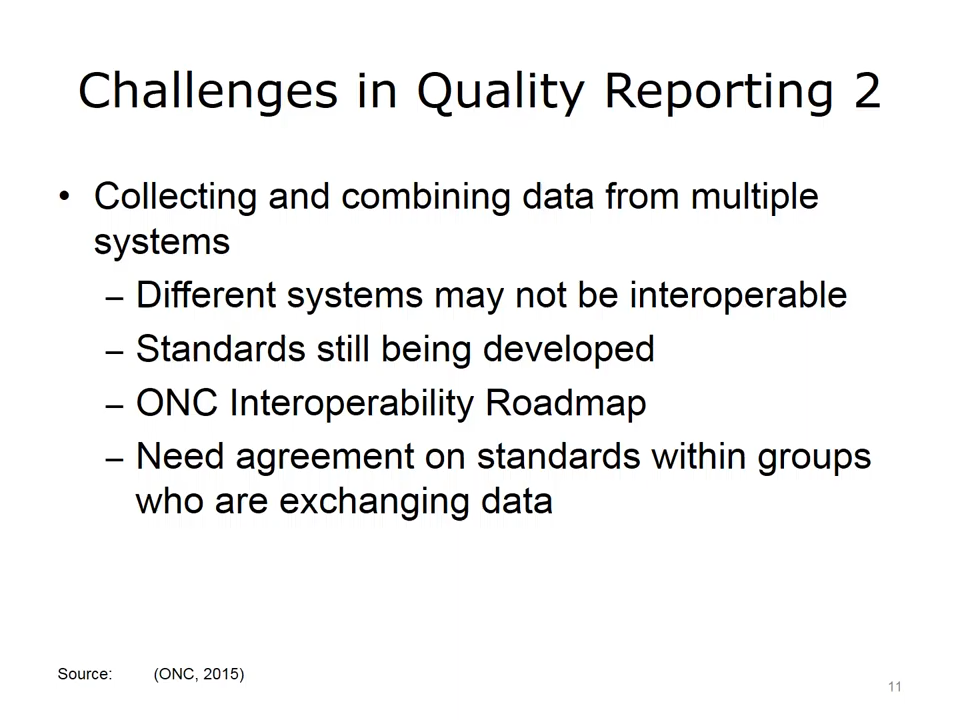 Challenges in Quality Reporting 2
• Collecting and combining data from multiple
systems
– Different systems may not be interoperable
– Standards still being developed
– ONC Interoperability Roadmap
– Need agreement on standards within groups
who are exchanging data
Source: (ONC, 2015)
11